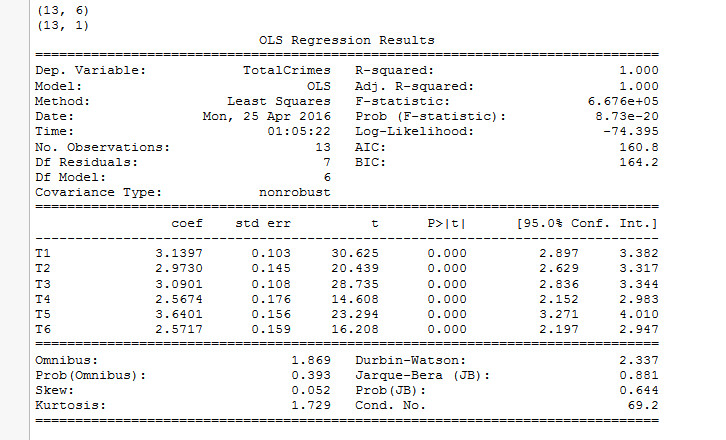 (13, 6)
(13, 1)
OLS Regression Results
==============================================================================
Dep. Variable:            TotalCrimes   R-squared:                       1.000
Model:                            OLS   Adj. R-squared:                  1.000
Method:                 Least Squares   F-statistic:                 6.676e+05
Date:                Mon, 25 Apr 2016   Prob (F-statistic):           8.73e-20
Time:                        01:05:22   Log-Likelihood:                -74.395
No. Observations:                  13   AIC:                             160.8
Df Residuals:                       7   BIC:                             164.2
Df Model:                           6
Covariance Type:            nonrobust
==============================================================================
                 coef    std err          t      P>|t|      [95.0% Conf. Int.]
------------------------------------------------------------------------------
T1             3.1397      0.103     30.625      0.000         2.897     3.382
T2             2.9730      0.145     20.439      0.000         2.629     3.317
T3             3.0901      0.108     28.735      0.000         2.836     3.344
T4             2.5674      0.176     14.608      0.000         2.152     2.983
T5             3.6401      0.156     23.294      0.000         3.271     4.010
T6             2.5717      0.159     16.208      0.000         2.197     2.947
==============================================================================
Omnibus:                        1.869   Durbin-Watson:                   2.337
Prob(Omnibus):                  0.393   Jarque-Bera (JB):                0.881
Skew:                           0.052   Prob(JB):                        0.644
Kurtosis:                       1.729   Cond. No.                         69.2
==============================================================================